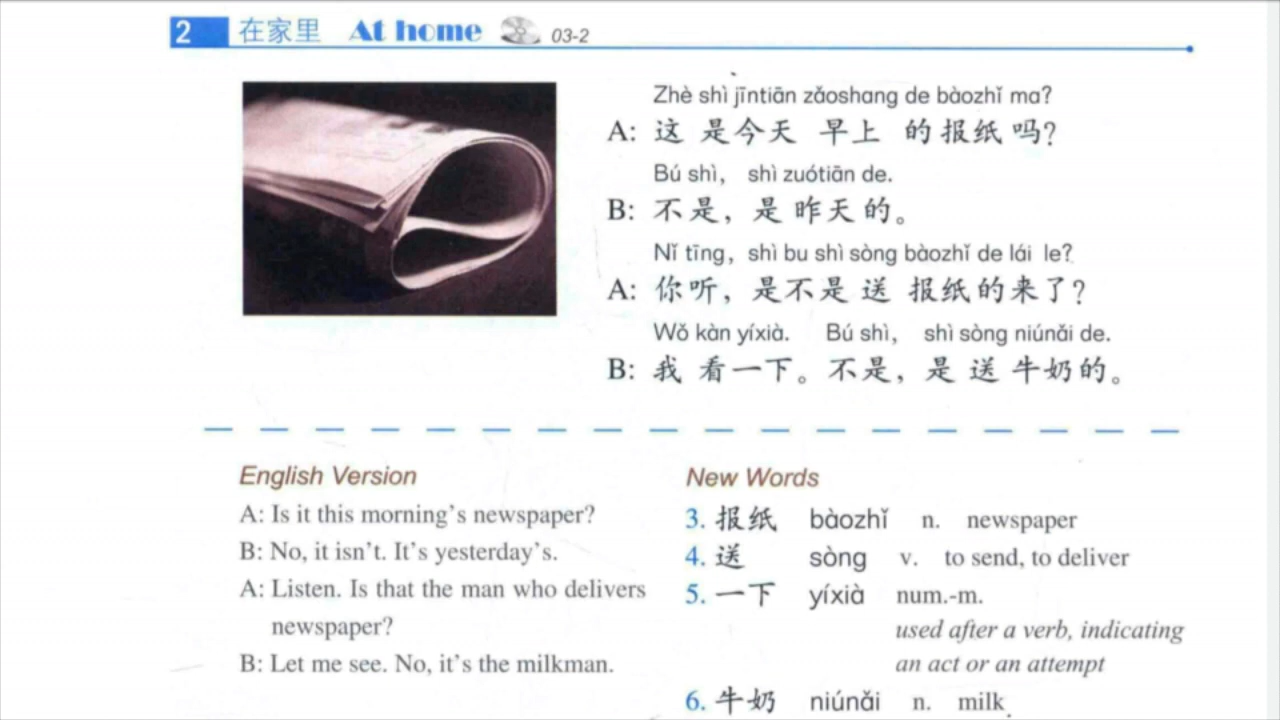 2 在家里 At home 03-2
Zhè shì jīntiān zǎoshang de bàozhǐ ma?
A: 这 是今天 早上 的 报纸 吗?
Bú shì, shì zuótiān de.
B: 不是, 是 昨天的。
Nǐ tīng, shì bu shì sòng bàozhǐ de lái le?
A: 你听, 是不是 送 报纸的来了?
Wǒ kàn yíxià. Bú shì, shì sòng niúnǎi de.
B: 我 看一下。不是, 是 送 牛奶的。
English Version
A: Is it this morning's newspaper?
B: No, it isn't. It's yesterday's.
A: Listen. Is that the man who delivers
newspaper?
B: Let me see. No, it's the milkman.
New Words
3. 报纸 bàozhǐ n. newspaper
4. 送 sòng v. to send, to deliver
5. 一下 yíxià num.-m.
used after a verb, indicating
an act or an attempt
6. 牛奶 niúnǎi n. milk